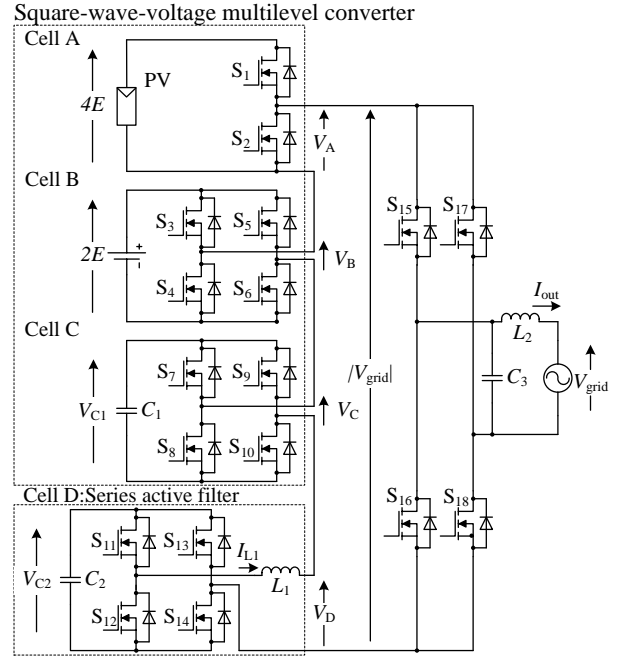 Square-wave-voltage multilevel converter
Cell A
4E
PV
S1
S2
VA
Cell B
2E
+
-
S3
S5
S4
S6
VB
Cell C
VC1
C1
S7
S9
S8
S10
VC
Cell D:Series active filter
VC2
C2
S11
S13
S12
S14
IL1
L1
VD
|Vgrid|
S15
S17
S16
S18
Iout
L2
C3
Vgrid